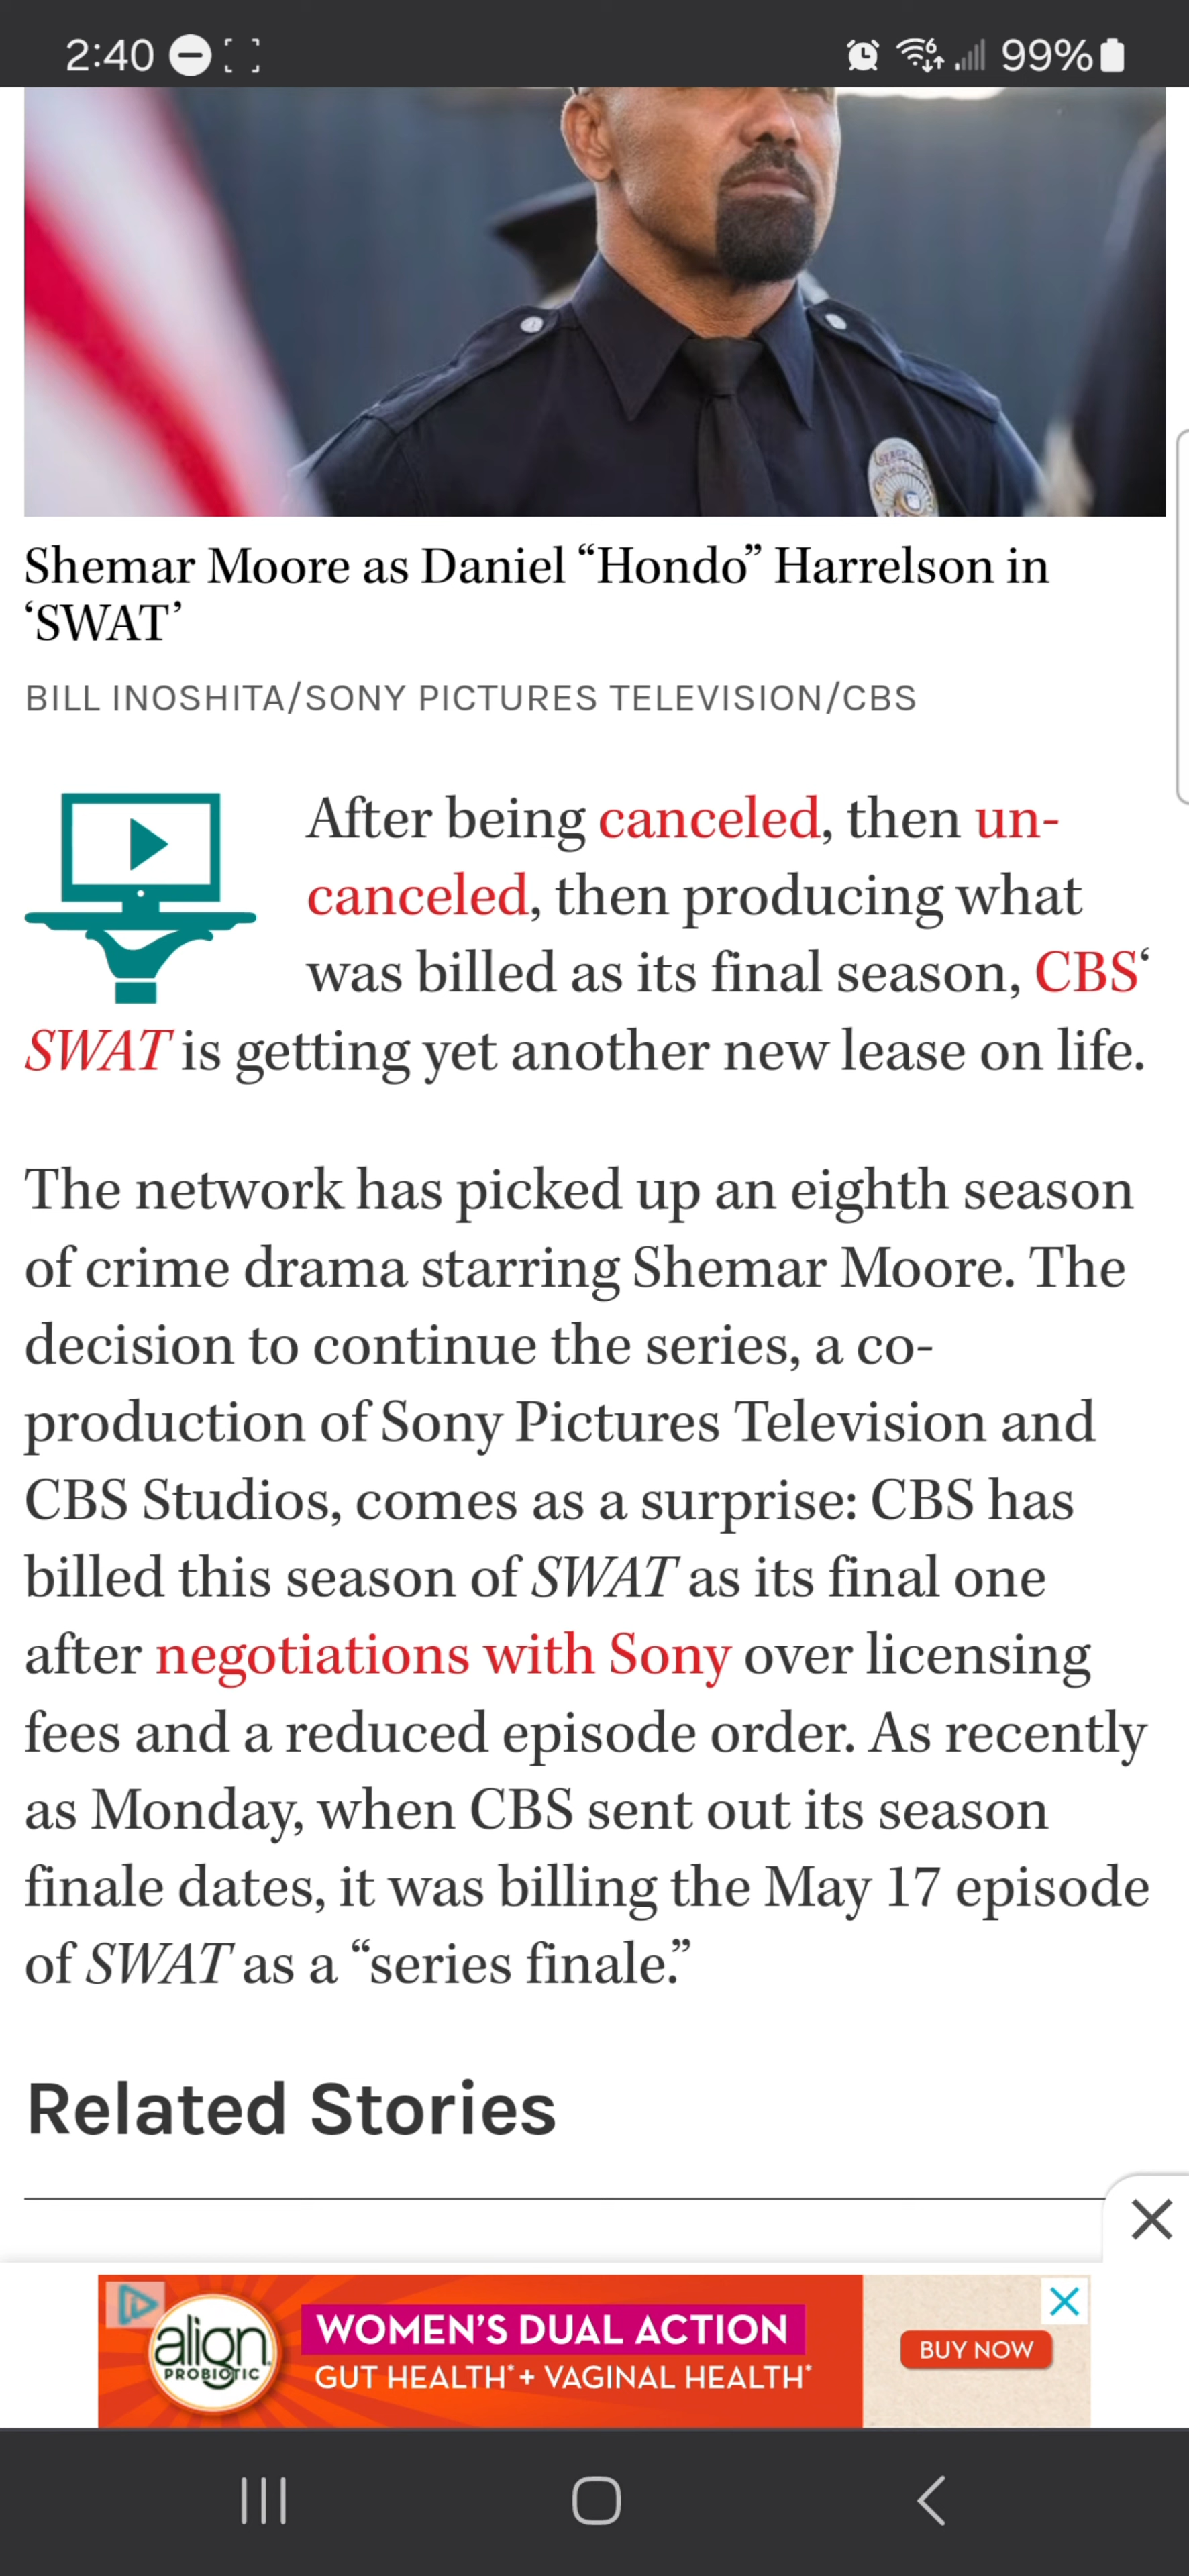 2:40
6
99%
Shemar Moore as Daniel “Hondo” Harrelson in
‘SWAT’
BILL INOSHITA/SONY PICTURES TELEVISION/CBS
After being canceled, then un-
canceled, then producing what
was billed as its final season, CBS‘
SWAT is getting yet another new lease on life.
The network has picked up an eighth season
of crime drama starring Shemar Moore. The
decision to continue the series, a co-
production of Sony Pictures Television and
CBS Studios, comes as a surprise: CBS has
billed this season of SWAT as its final one
after negotiations with Sony over licensing
fees and a reduced episode order. As recently
as Monday, when CBS sent out its season
finale dates, it was billing the May 17 episode
of SWAT as a “series finale.”
Related Stories
align
PROBIOTIC
WOMEN’S DUAL ACTION
GUT HEALTH* + VAGINAL HEALTH*
BUY NOW